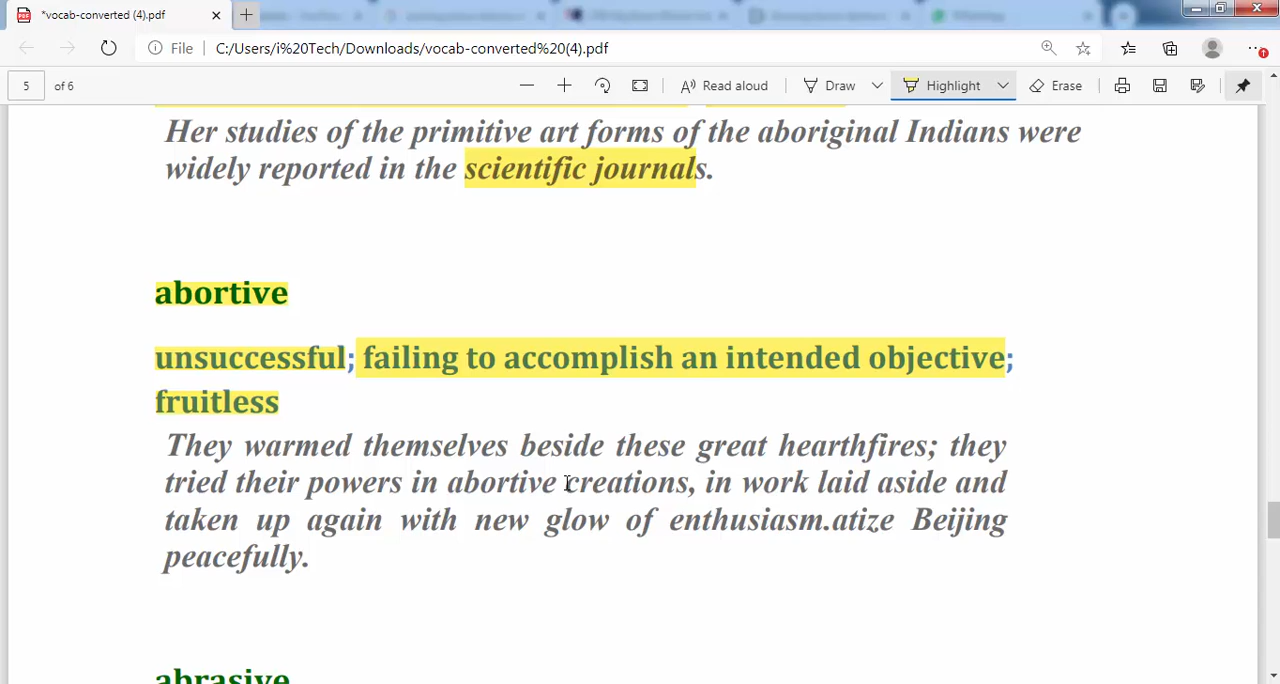 *vocab-converted (4).pdf
File C:/Users/i%20Tech/Downloads/vocab-converted%20(4).pdf
5 of 6 Read aloud Draw Highlight Erase
Her studies of the primitive art forms of the aboriginal Indians were
widely reported in the scientific journals.
abortive
unsuccessful; failing to accomplish an intended objective;
fruitless
They warmed themselves beside these great hearthfires; they
tried their powers in abortive creations, in work laid aside and
taken up again with new glow of enthusiasm.atize Beijing
peacefully.
abrasive